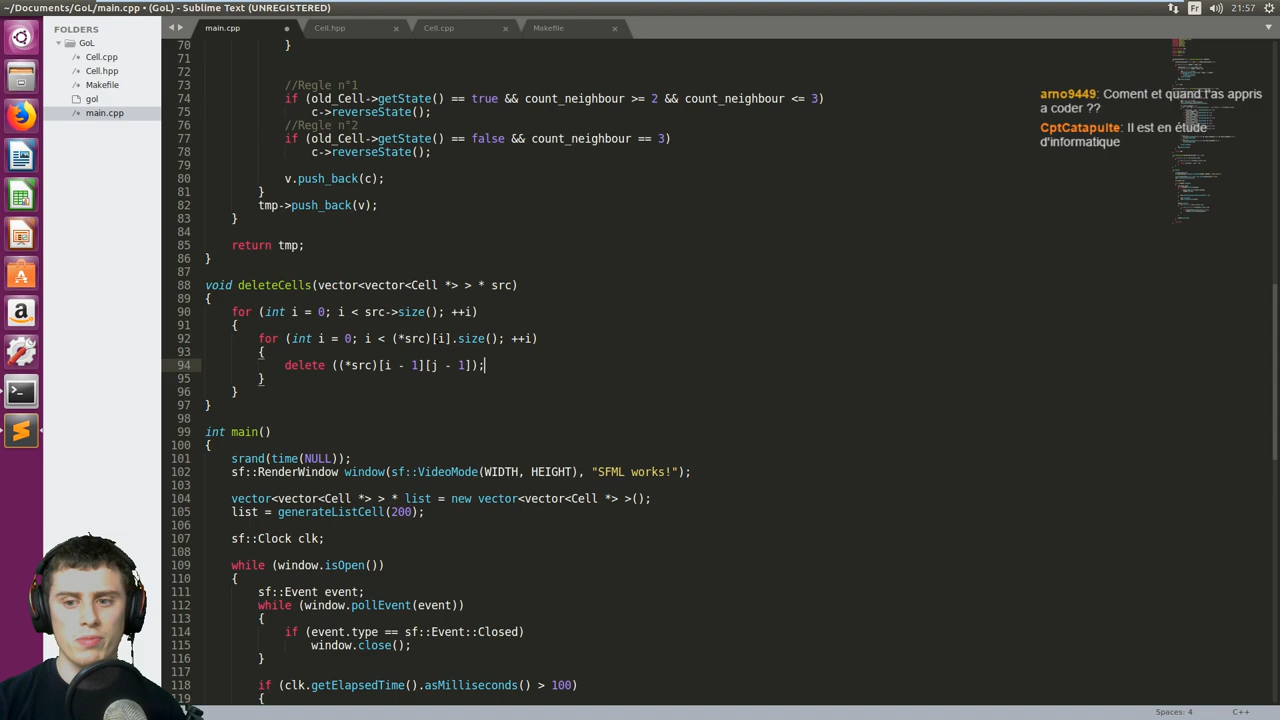 ~/Documents/GoL/main.cpp (GoL) - Sublime Text (UNREGISTERED)
Fr 21:57
FOLDERS
GoL
Cell.cpp
Cell.hpp
Makefile
gol
main.cpp
main.cpp Cell.hpp Cell.cpp Makefile
70 }
71
72
73 //Regle n°1
74 if (old_Cell->getState() == true && count_neighbour >= 2 && count_neighbour <= 3)
75 c->reverseState();
76 //Regle n°2
77 if (old_cell->getState() == false && count_neighbour == 3)
78 c->reverseState();
79
80 v.push_back(c);
81 }
82 tmp->push_back(v);
83 }
84
85 return tmp;
86 }
87
88 void deleteCells(vector<vector<Cell *> > * src)
89 {
90 for (int i = 0; i < src->size(); ++i)
91 {
92 for (int i = 0; i < (*src)[i].size(); ++i)
93 {
94 delete ((*src)[i - 1][j - 1]);
95 }
96 }
97 }
98
99 int main()
100 {
101 srand(time(NULL));
102 sf::RenderWindow window(sf::VideoMode(WIDTH, HEIGHT), "SFML works!");
103
104 vector<vector<Cell *> > * list = new vector<vector<Cell *> >();
105 list = generateListCell(200);
106
107 sf::Clock clk;
108
109 while (window.isOpen())
110 {
111 sf::Event event;
112 while (window.pollEvent(event))
113 {
114 if (event.type == sf::Event::Closed)
115 window.close();
116 }
117
118 if (clk.getElapsedTime().asMilliseconds() > 100)
119 {
arno9449: Coment et quand t'as appris
a coder ??
CptCatapulte: Il est en étude
d'informatique
Spaces: 4 C++